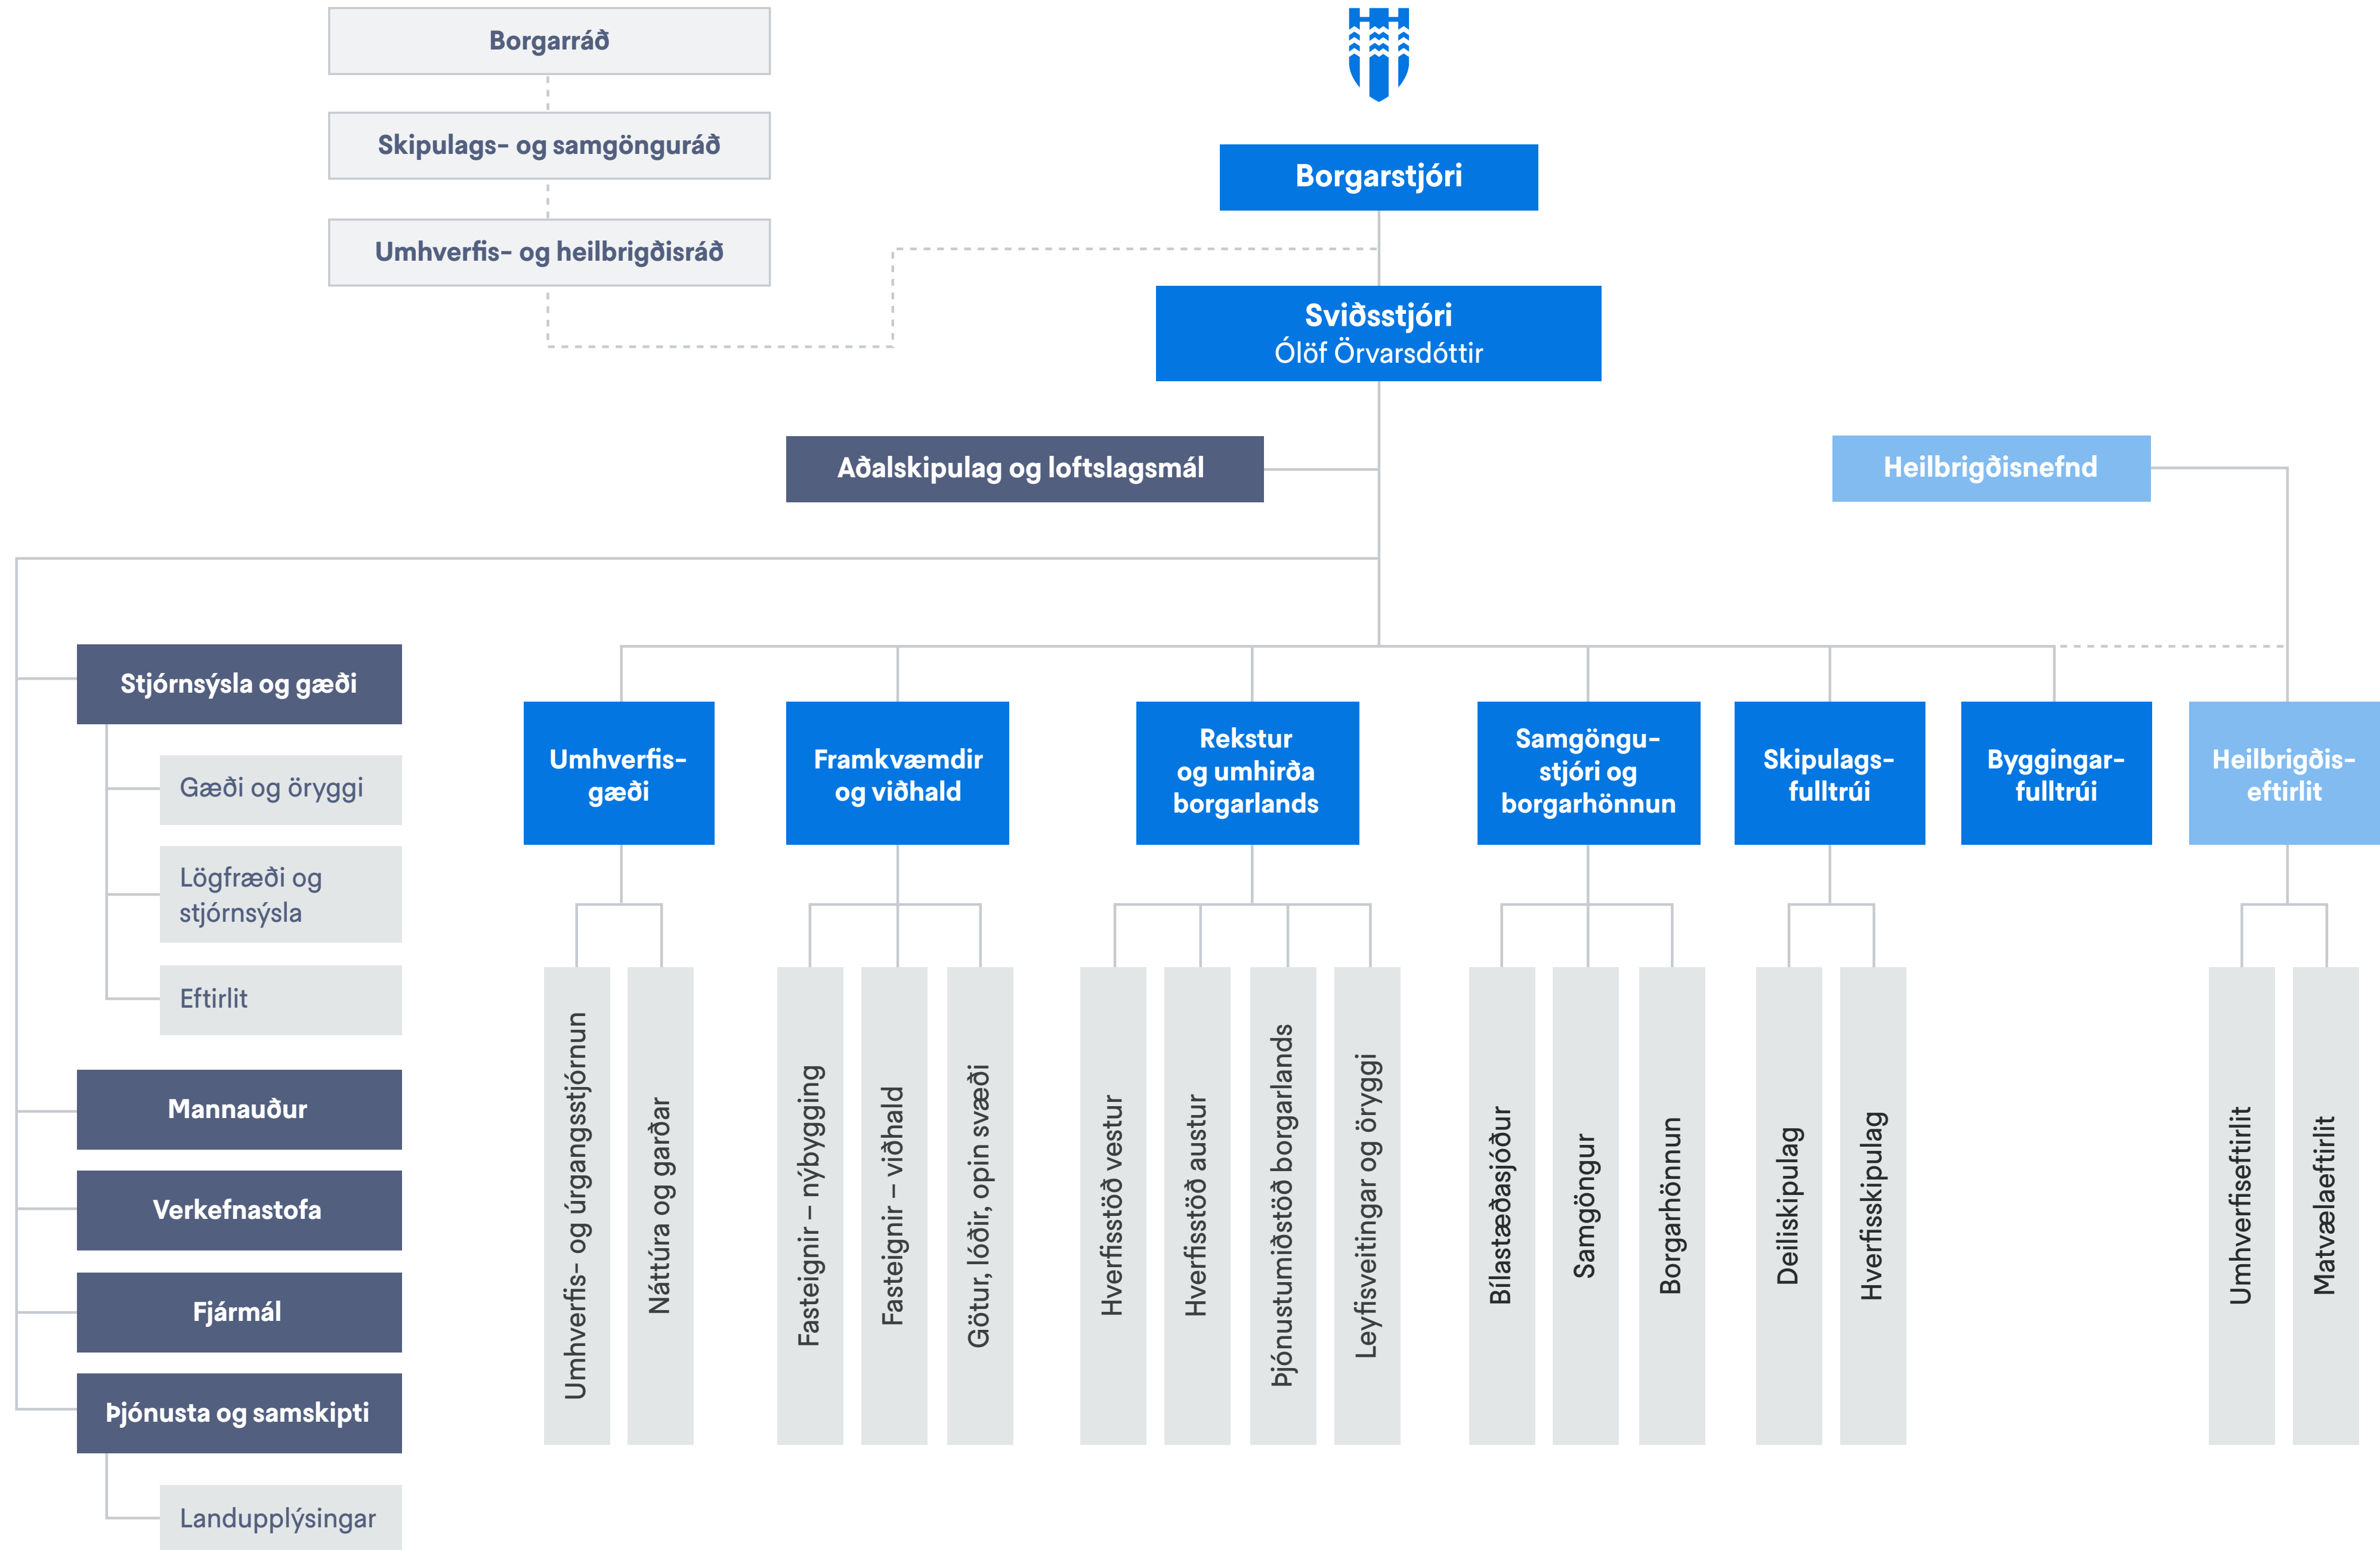 Borgarráð
Skipulags- og samgönguráð
Umhverfis- og heilbrigðisráð
Borgarstjóri
Sviðsstjóri
Ólöf Örvarsdóttir
Aðalskipulag og loftslagsmál
Heilbrigðisnefnd
Stjórnsýsla og gæði
Gæði og öryggi
Lögfræði og
stjórnsýsla
Eftirlit
Mannauður
Verkefnastofa
Fjármál
Þjónusta og samskipti
Landupplýsingar
Umhverfis-
gæði
Framkvæmdir
og viðhald
Rekstur
og umhirða
borgarlands
Samgöngu-
stjóri og
borgarhönnun
Skipulags-
fulltrúi
Byggingar-
fulltrúi
Heilbrigðis-
eftirlit
Umhverfis- og úrgangsstjórnun
Náttúra og garðar
Fasteignir – nýbygging
Fasteignir – viðhald
Götur, lóðir, opin svæði
Hverfisstöð vestur
Hverfisstöð austur
Þjónustumiðstöð borgarlands
Leyfisveitingar og öryggi
Bílastæðasjóður
Samgöngur
Borgarhönnun
Deiliskipulag
Hverfisskipulag
Umhverfiseftirlit
Matvælaeftirlit